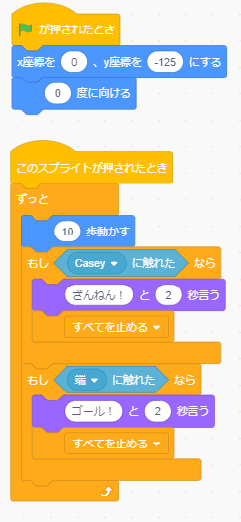 が押されたとき
x座標を 0 、y座標を -125 にする
0 度に向ける
このスプライトが押されたとき
ずっと
10 歩動かす
もし Casey に触れた なら
ざんねん！ と 2 秒言う
すべてを止める
もし 端 に触れた なら
ゴール！ と 2 秒言う
すべてを止める